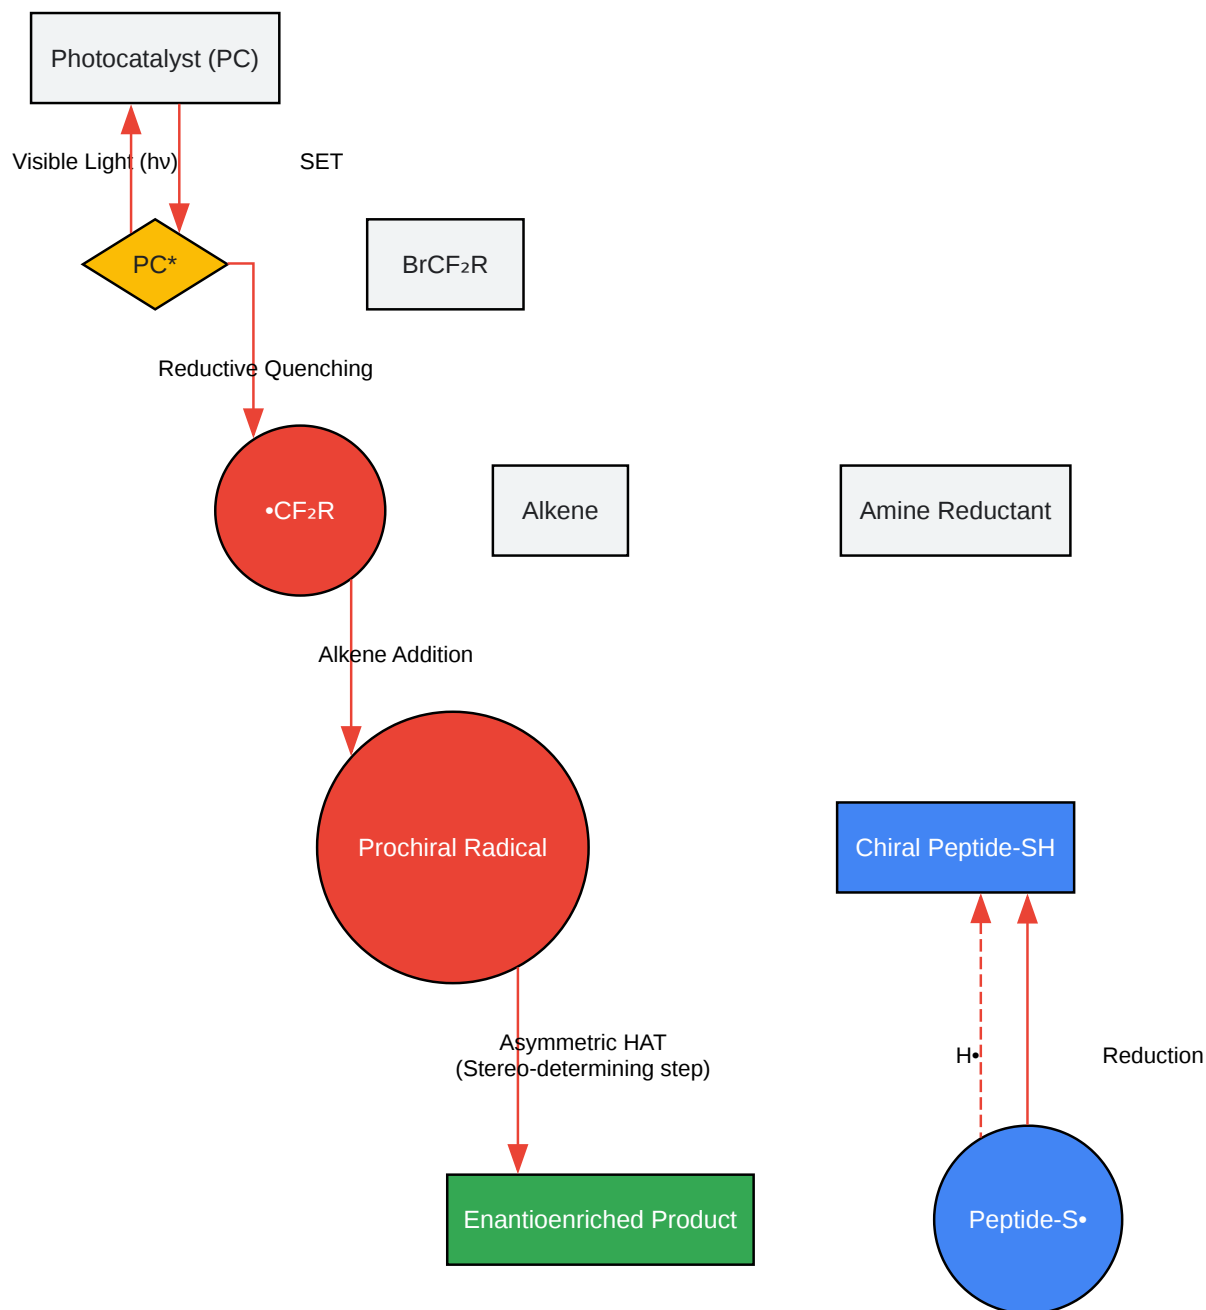 Photocatalyst (PC)
Visible Light (hν)
SET
PC*
BrCF₂R
Reductive Quenching
•CF₂R
Alkene
Amine Reductant
Alkene Addition
Prochiral Radical
Chiral Peptide-SH
Asymmetric HAT
(Stereo-determining step)
H•
Reduction
Enantioenriched Product
Peptide-S•